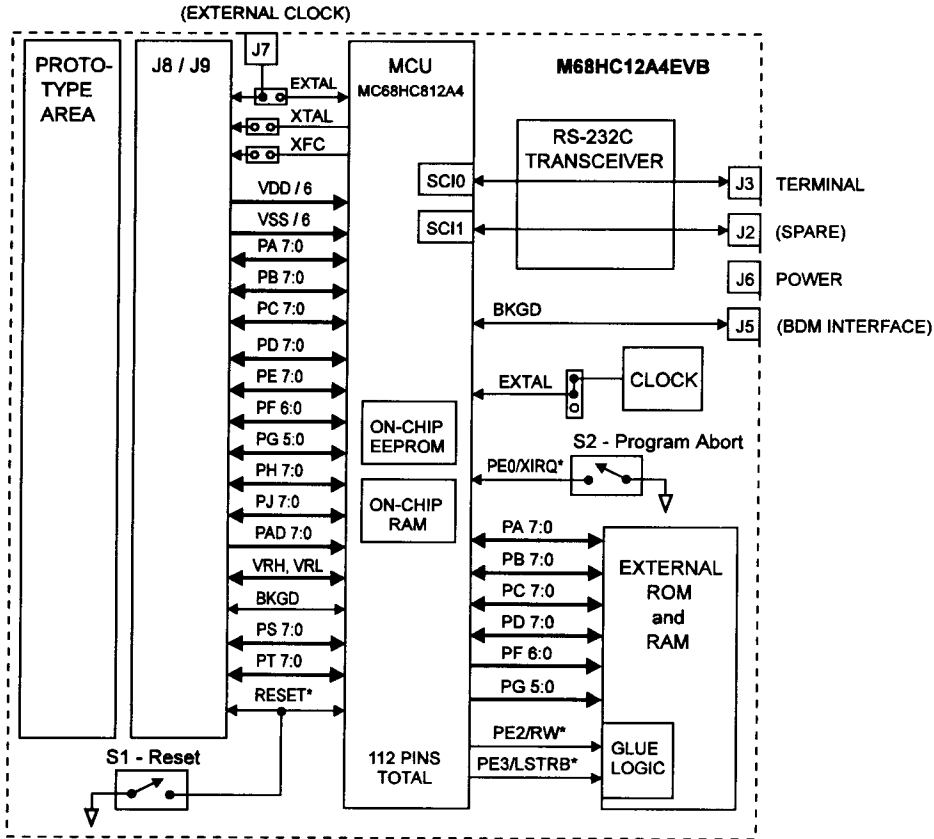 (EXTERNAL CLOCK)
J7
PROTO-
TYPE
AREA
J8 / J9
EXTAL
XTAL
XFC
VDD / 6
VSS / 6
PA 7:0
PB 7:0
PC 7:0
PD 7:0
PE 7:0
PF 6:0
PG 5:0
PH 7:0
PJ 7:0
PAD 7:0
VRH, VRL
BKGD
PS 7:0
PT 7:0
RESET*
S1 - Reset
MCU
MC68HC812A4
SCI0
SCI1
ON-CHIP
EEPROM
ON-CHIP
RAM
112 PINS
TOTAL
M68HC12A4EVB
RS-232C
TRANSCEIVER
J3 TERMINAL
J2 (SPARE)
J6 POWER
BKGD
J5 (BDM INTERFACE)
EXTAL
CLOCK
S2 - Program Abort
PE0/XIRQ*
PA 7:0
PB 7:0
PC 7:0
PD 7:0
PF 6:0
PG 5:0
EXTERNAL
ROM
and
RAM
PE2/RW*
PE3/LSTRB*
GLUE
LOGIC